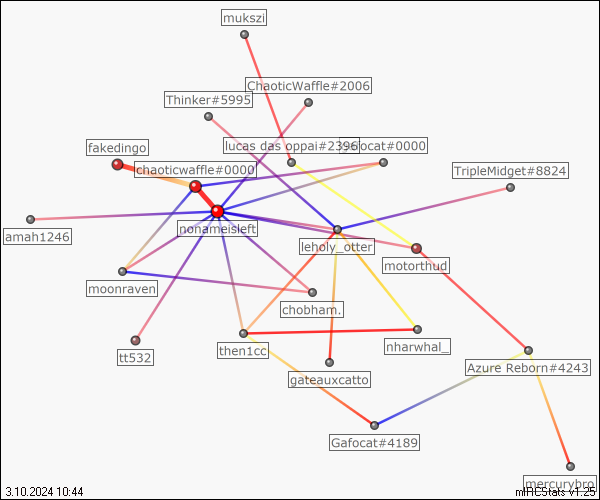 mukszi
ChaoticWaffle#2006
Thinker#5995
lucas das oppai#2396
#0000
fakedingo
chaoticwaffle#0000
TripleMidget#8824
nonameisleft
amah1246
leholy_otter
motorthud
moonraven
chobham.
then1cc
nharwhal_
tt532
Azure Reborn#4243
gateauxcatto
Gafocat#4189
mercurybro
3.10.2024 10:44
mIRCStats v1.25